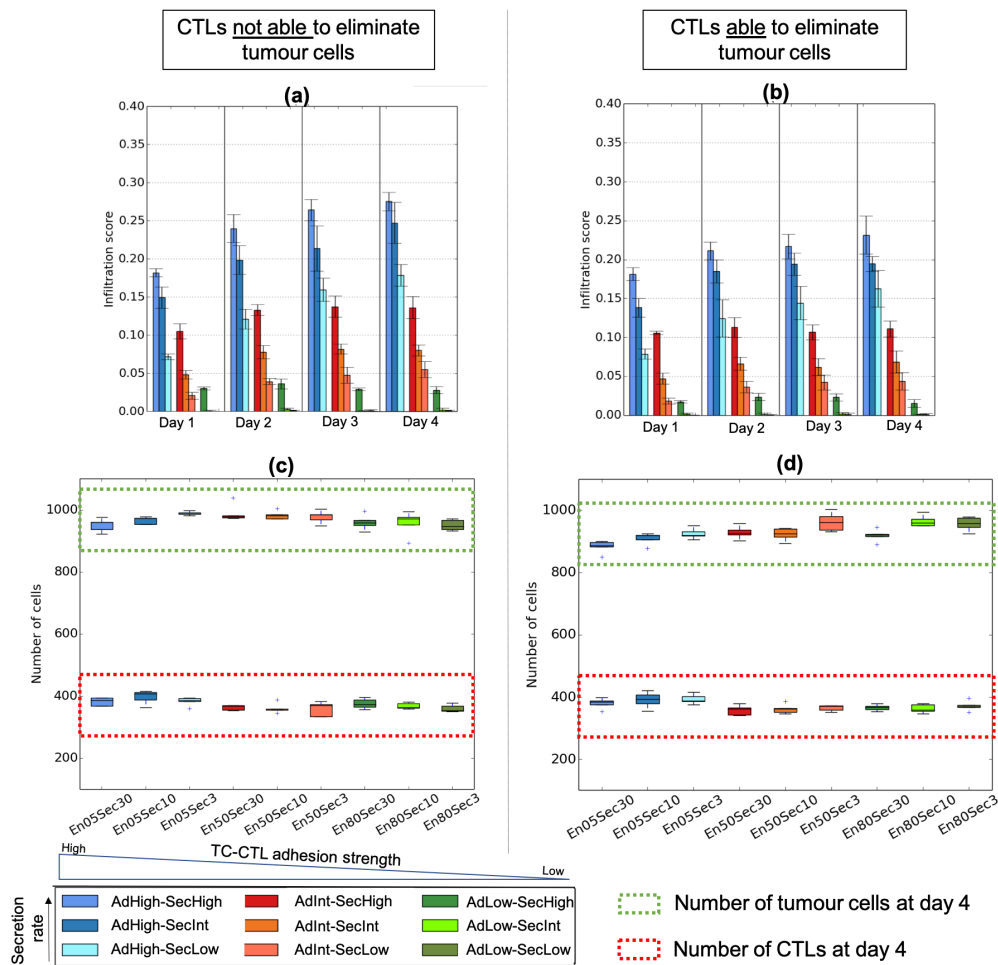 CTLs not able to eliminate
tumour cells
CTLs able to eliminate
tumour cells
(a)
0.40
0.35
0.30
0.25
0.20
0.15
0.10
0.05
0.00
Infiltration score
Day 1
Day 2
Day 3
Day 4
(b)
0.40
0.35
0.30
0.25
0.20
0.15
0.10
0.05
0.00
Infiltration score
Day 1
Day 2
Day 3
Day 4
(c)
1000
800
600
400
200
Number of cells
En05Sec30
En05Sec10
En05Sec3
En50Sec30
En50Sec10
En50Sec3
En80Sec30
En80Sec10
En80Sec3
(d)
1000
800
600
400
200
Number of cells
En05Sec30
En05Sec10
En05Sec3
En50Sec30
En50Sec10
En50Sec3
En80Sec30
En80Sec10
En80Sec3
High
TC-CTL adhesion strength
Low
Secretion
rate
AdHigh-SecHigh
AdInt-SecHigh
AdLow-SecHigh
AdHigh-SecInt
AdInt-SecInt
AdLow-SecInt
AdHigh-SecLow
AdInt-SecLow
AdLow-SecLow
Number of tumour cells at day 4
Number of CTLs at day 4